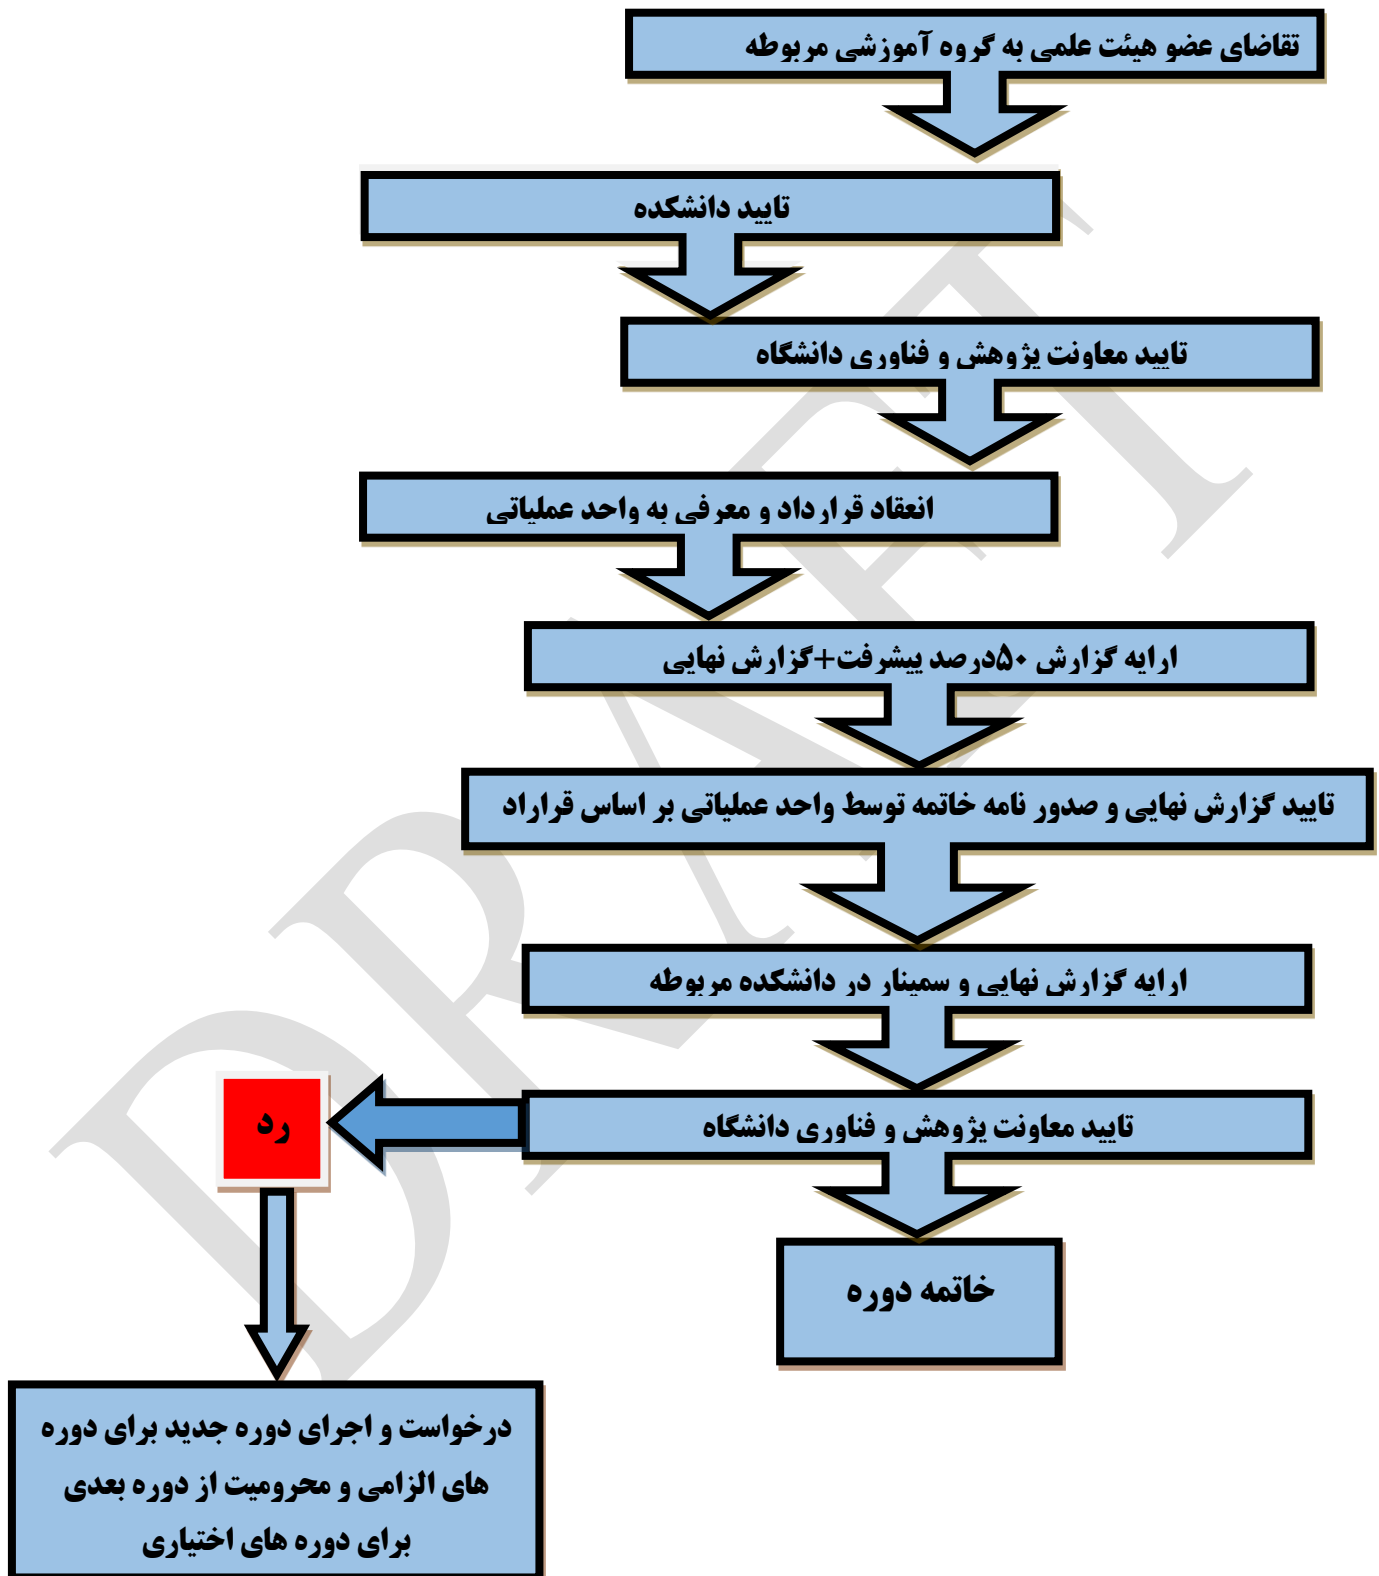 تقاضای عضو هیئت علمی به گروه آموزشی مربوطه
تایید دانشکده
تایید معاونت پژوهش و فناوری دانشگاه
انعقاد قرارداد و معرفی به واحد عملیاتی
ارایه گزارش ۵۰درصد پیشرفت+گزارش نهایی
تایید گزارش نهایی و صدور نامه خاتمه توسط واحد عملیاتی بر اساس قراراد
ارایه گزارش نهایی و سمینار در دانشکده مربوطه
تایید معاونت پژوهش و فناوری دانشگاه
رد
خاتمه دوره
درخواست و اجرای دوره جدید برای دوره
های الزامی و محرومیت از دوره بعدی
برای دوره های اختیاری
DRAFT